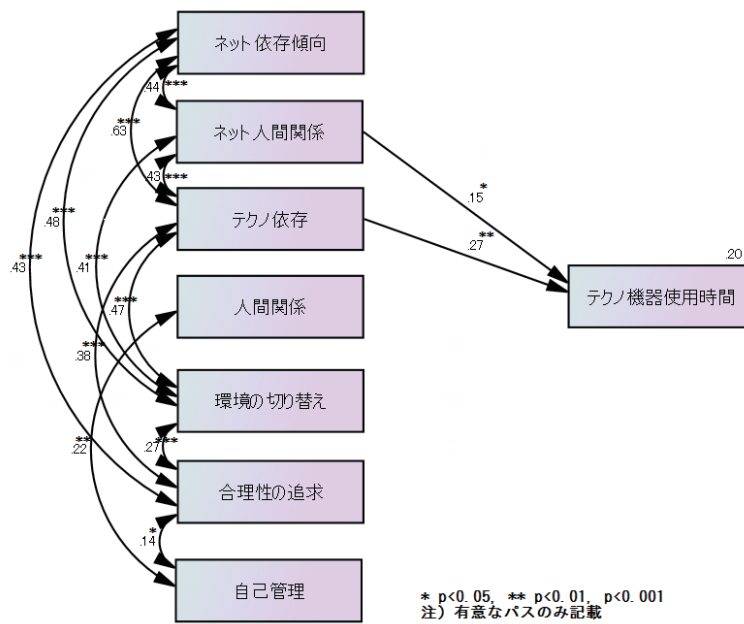 ネット依存傾向
.44***
ネット人間関係
.63***
.43***
.15*
テクノ依存
.48***
.27**
.20
.43***
.41***
人間関係
テクノ機器使用時間
.47***
.38***
環境の切り替え
.22**
.27***
合理性の追求
.14*
自己管理
* p<0.05, ** p<0.01, p<0.001
注) 有意なパスのみ記載